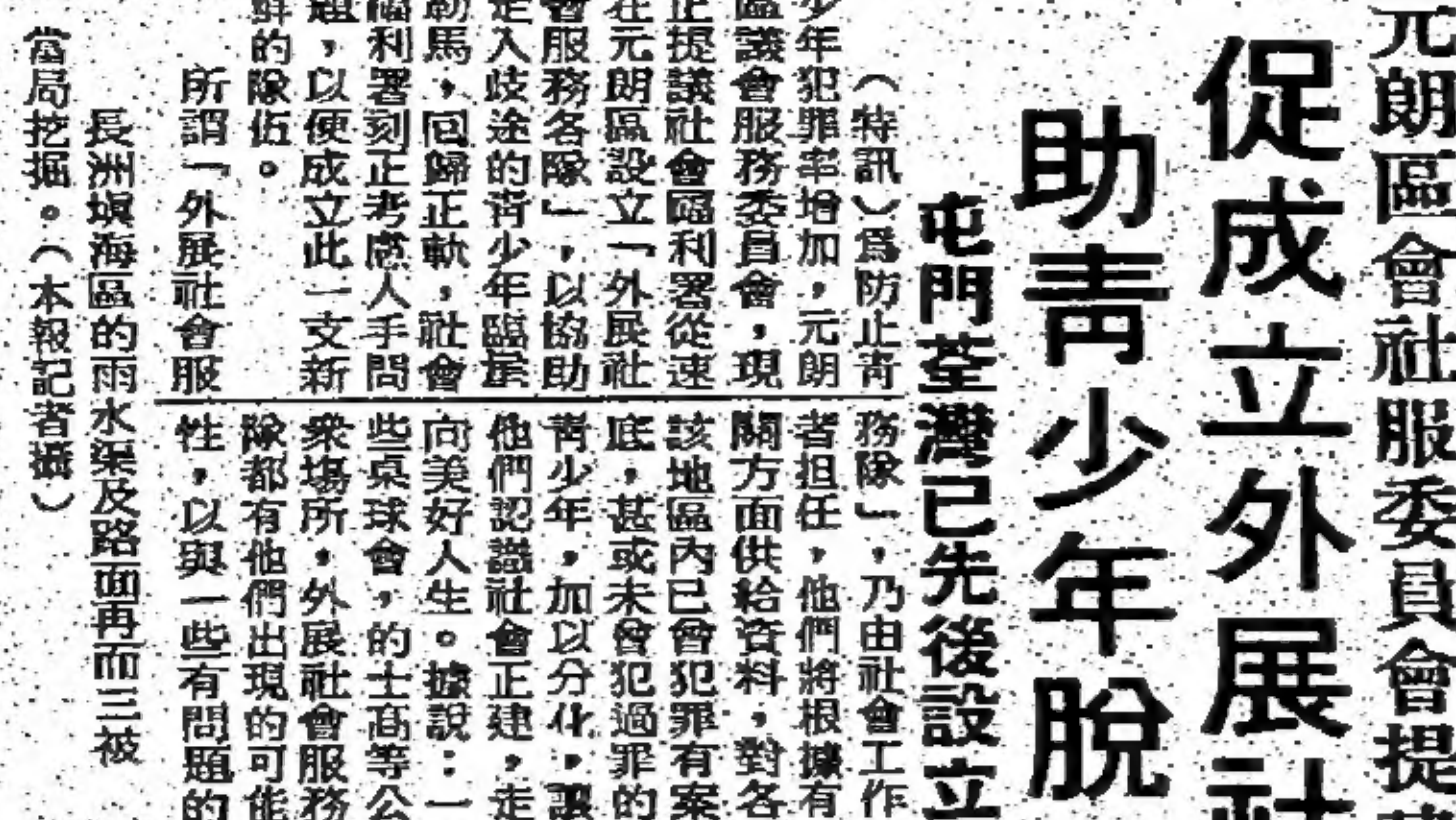 元朗區會社服委員會提
促成立外展社
助青少年脫
屯門荃灣已先後設立
（特訊）爲防止青
少年犯罪率增加，元朗
區議會服務委員會，現
正提議社會福利署從速
在元朗區設立「外展社
會服務各隊」，以協助
走入歧途的青少年臨崖
勒馬，回歸正軌，社會
福利署刻正考慮人手問
題，以便成立此一支新
鮮的隊伍。
所謂「外展社會服
務隊」，乃由社會工作
者担任，他們將根據有
關方面供給資料，對各
該地區內已曾犯罪有案
底，甚或未曾犯過罪的
靑少年，加以分化，讓
他們認識社會正建，走
向美好人生。據說：一
些桌球會，的士高等公
衆場所，外展社會服務
隊都有他們出現的可能
性，以與一些有問題的
長洲塡海區的雨水渠及路面再而三被
當局挖掘。（本報記者攝）